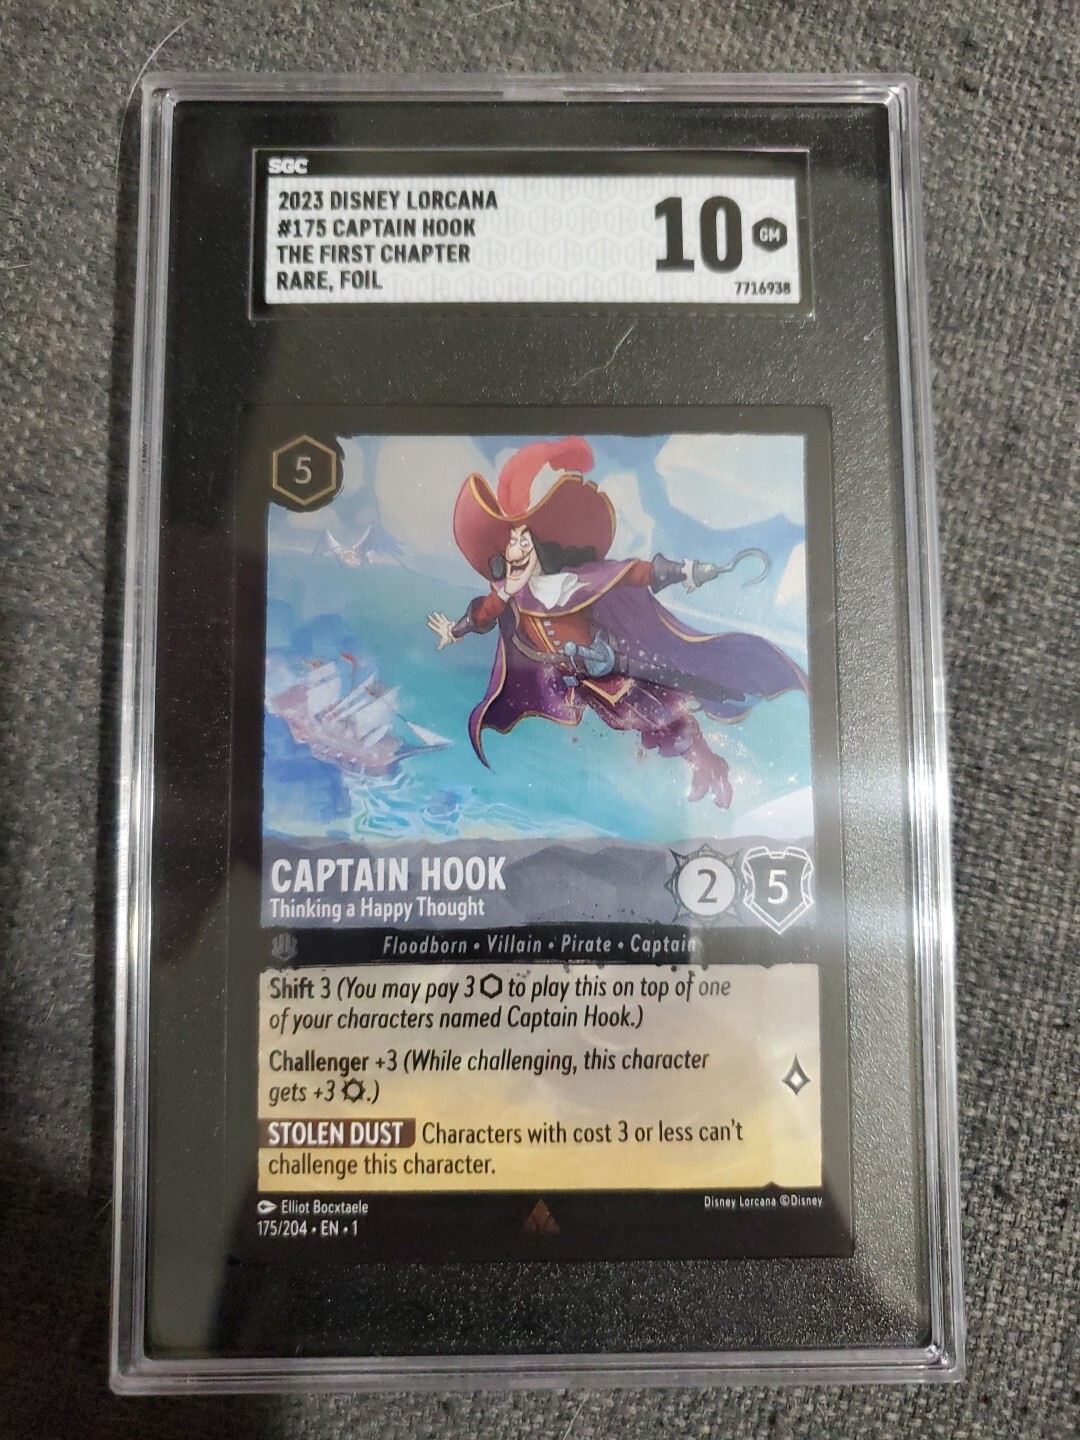 SGC
2023 DISNEY LORCANA
#175 CAPTAIN HOOK
THE FIRST CHAPTER
RARE, FOIL
10 GM
7716938
5
CAPTAIN HOOK
Thinking a Happy Thought
2 5
Floodborn • Villain • Pirate • Captain
Shift 3 (You may pay 3 to play this on top of one
of your characters named Captain Hook.)
Challenger +3 (While challenging, this character
gets +3 .)
STOLEN DUST Characters with cost 3 or less can't
challenge this character.
Elliot Bocxtaele
Disney Lorcana ©Disney
175/204 • EN • 1